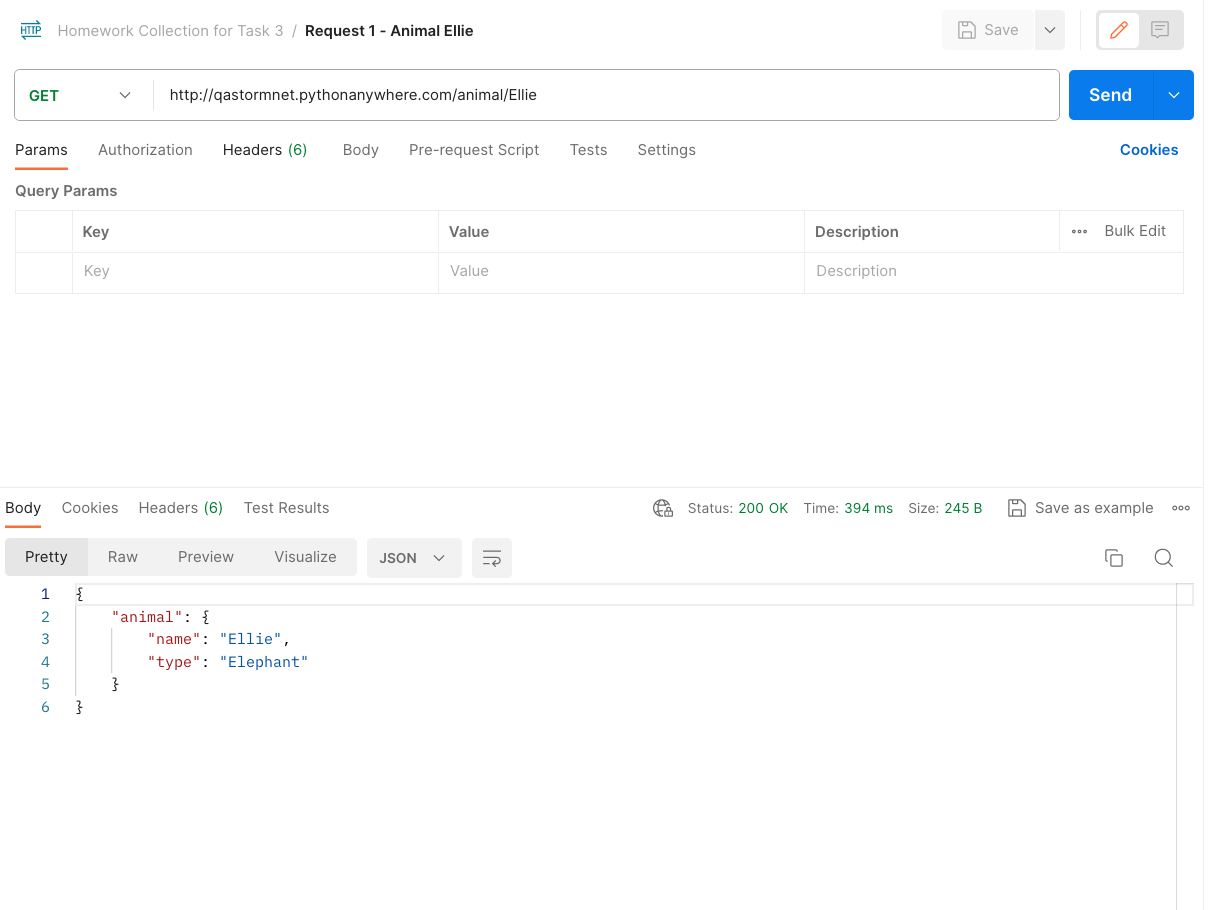 HTTP Homework Collection for Task 3 / Request 1 - Animal Ellie Save
GET http://qastormnet.pythonanywhere.com/animal/Ellie Send
Params Authorization Headers (6) Body Pre-request Script Tests Settings Cookies
Query Params
Key Value Description ••• Bulk Edit
Key Value Description
Body Cookies Headers (6) Test Results Status: 200 OK Time: 394 ms Size: 245 B Save as example
Pretty Raw Preview Visualize JSON
1 {
2 "animal": {
3 "name": "Ellie",
4 "type": "Elephant"
5 }
6 }